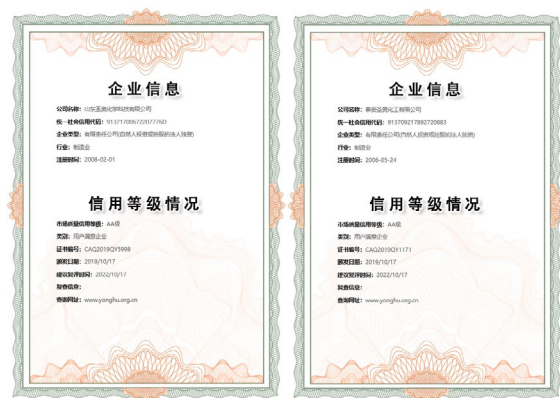 企业信息
公司名称：山东圣奥化学科技有限公司
统一社会信用代码：91371700672207776D
企业类型：有限责任公司(自然人投资或控股的法人独资)
行业：制造业
注册时间：2008-02-01
信用等级情况
市场质量信用等级：AA级
类别：用户满意企业
证书编号：CAQ2019QY5998
颁发日期：2019/10/17
建议复评时间：2022/10/17
复查信息：
查询网址：www.yonghu.org.cn
企业信息
公司名称：泰安圣奥化工有限公司
统一社会信用代码：913709217892720883
企业类型：有限责任公司(自然人投资或控股的法人独资)
行业：制造业
注册时间：2006-05-24
信用等级情况
市场质量信用等级：AA级
类别：用户满意企业
证书编号：CAQ2019QY1171
颁发日期：2019/10/17
建议复评时间：2022/10/17
复查信息：
查询网址：www.yonghu.org.cn